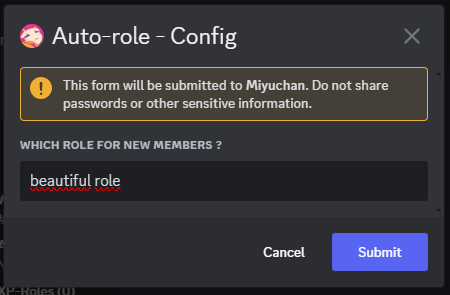 Auto-role - Config
This form will be submitted to Miyuchan. Do not share
passwords or other sensitive information.
WHICH ROLE FOR NEW MEMBERS ?
beautiful role
Cancel Submit
XP-Roles (0)